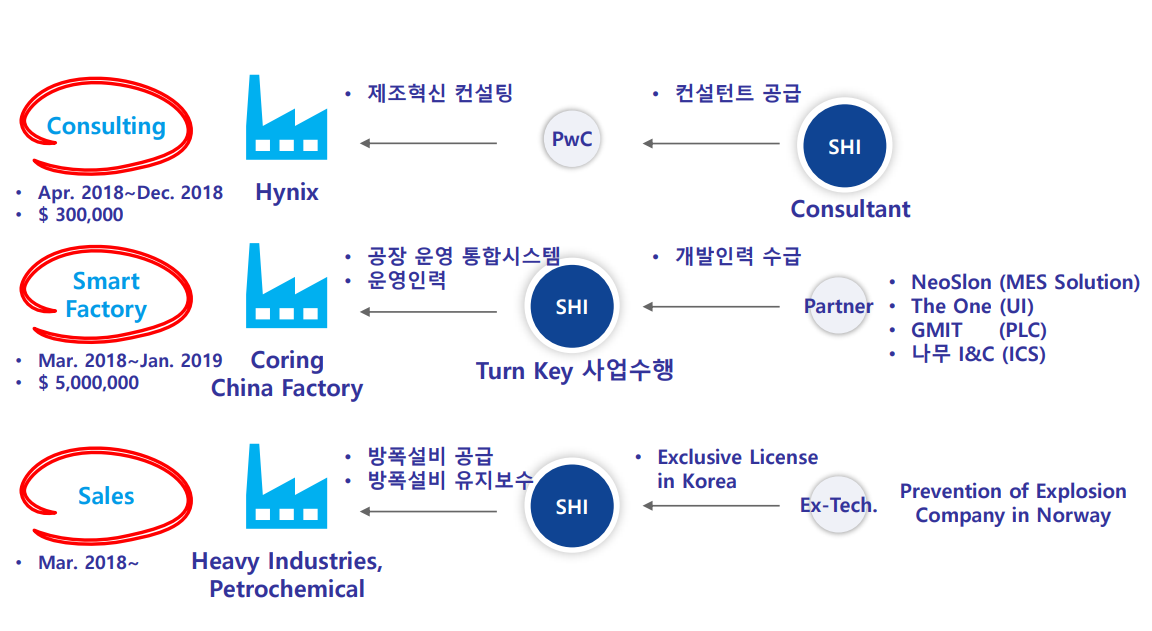 Consulting
• Apr. 2018~Dec. 2018
• $ 300,000
Hynix
• 제조혁신 컨설팅
PwC
• 컨설턴트 공급
SHI
Consultant
Smart
Factory
• Mar. 2018~Jan. 2019
• $ 5,000,000
Coring
China Factory
• 공장 운영 통합시스템
• 운영인력
SHI
Turn Key 사업수행
• 개발인력 수급
Partner
• NeoSlon (MES Solution)
• The One (UI)
• GMIT (PLC)
• 나무 I&C (ICS)
Sales
• Mar. 2018~
Heavy Industries,
Petrochemical
• 방폭설비 공급
• 방폭설비 유지보수
SHI
• Exclusive License
in Korea
Ex-Tech.
Prevention of Explosion
Company in Norway